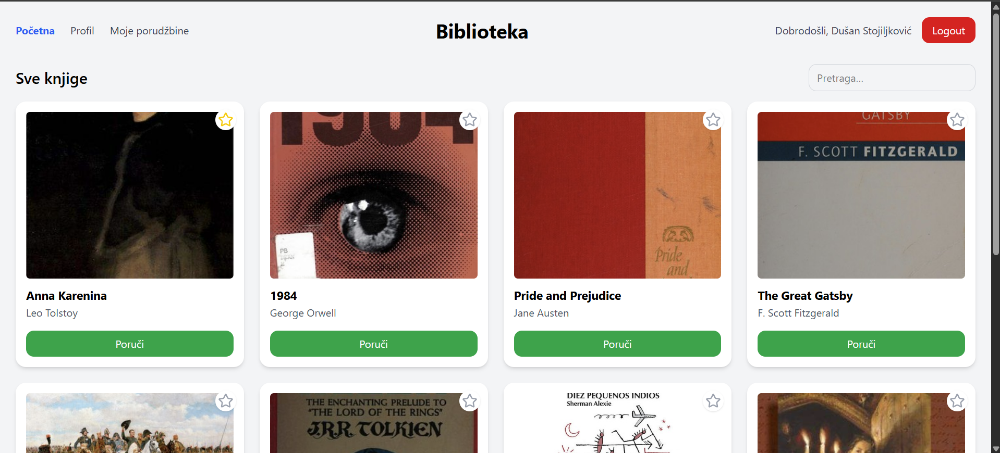 Početna Profil Moje porudžbine
Biblioteka
Dobrodošli, Dušan Stojiljković
Logout
Sve knjige
Pretraga...
1984
PB
Pride
and
GATSBY
F. SCOTT FITZGERALD
Anna Karenina
Leo Tolstoy
Poruči
1984
George Orwell
Poruči
Pride and Prejudice
Jane Austen
Poruči
The Great Gatsby
F. Scott Fitzgerald
Poruči
THE ENCHANTING PRELUDE TO
"THE LORD OF THE RINGS"
J.R.R. TOLKIEN
DIEZ PEQUENOS INDIOS
Sherman Alexie